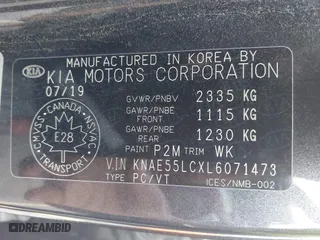 MANUFACTURED IN KOREA BY
KIA KIA MOTORS CORPORATION
07/19
GVWR/PNBV 2335 KG
GAWR/PNBE FRONT 1115 KG
GAWR/PNBE REAR 1230 KG
PAINT P2M TRIM WK
VIN KNAE55LCXL6071473
TYPE PC/VT
ICES/NMB-002
CANADA
CMVSS NSVAC
E28
TRANSPORT
AUTOBIDMASTER